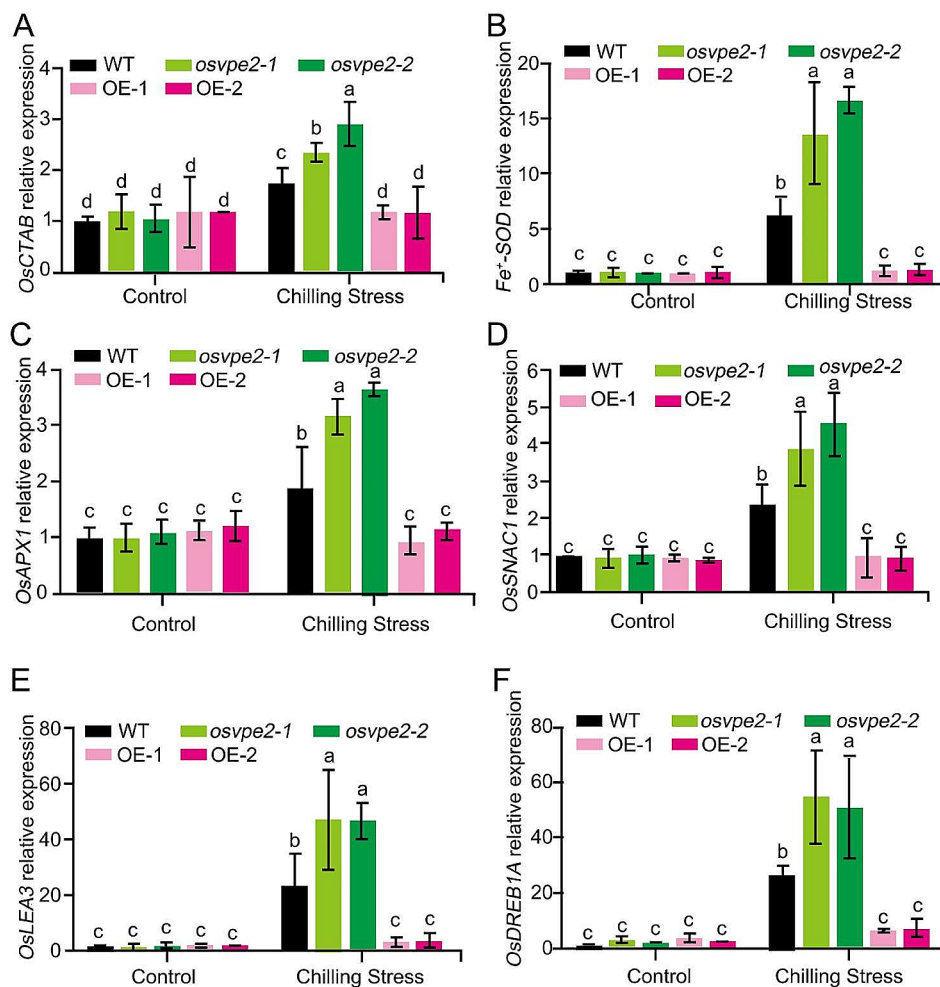 A
WT osvpe2-1 osvpe2-2
OE-1 OE-2
OsCTAB relative expression
4
3
2
1
0
d d d d d c b a d d
Control Chilling Stress
B
WT osvpe2-1 osvpe2-2
OE-1 OE-2
Fe⁺-SOD relative expression
20
15
10
5
1
0
c c c c c b a a c c
Control Chilling Stress
C
WT osvpe2-1 osvpe2-2
OE-1 OE-2
OsAPX1 relative expression
4
3
2
1
0
c c c c c b a a c c
Control Chilling Stress
D
WT osvpe2-1 osvpe2-2
OE-1 OE-2
OsSNAC1 relative expression
6
5
4
2
1
0
c c c c c b a a c c
Control Chilling Stress
E
WT osvpe2-1 osvpe2-2
OE-1 OE-2
OsLEA3 relative expression
80
60
40
20
0
c c c c c b a a c c
Control Chilling Stress
F
WT osvpe2-1 osvpe2-2
OE-1 OE-2
OsDREB1A relative expression
80
60
40
20
0
c c c c c b a a c c
Control Chilling Stress